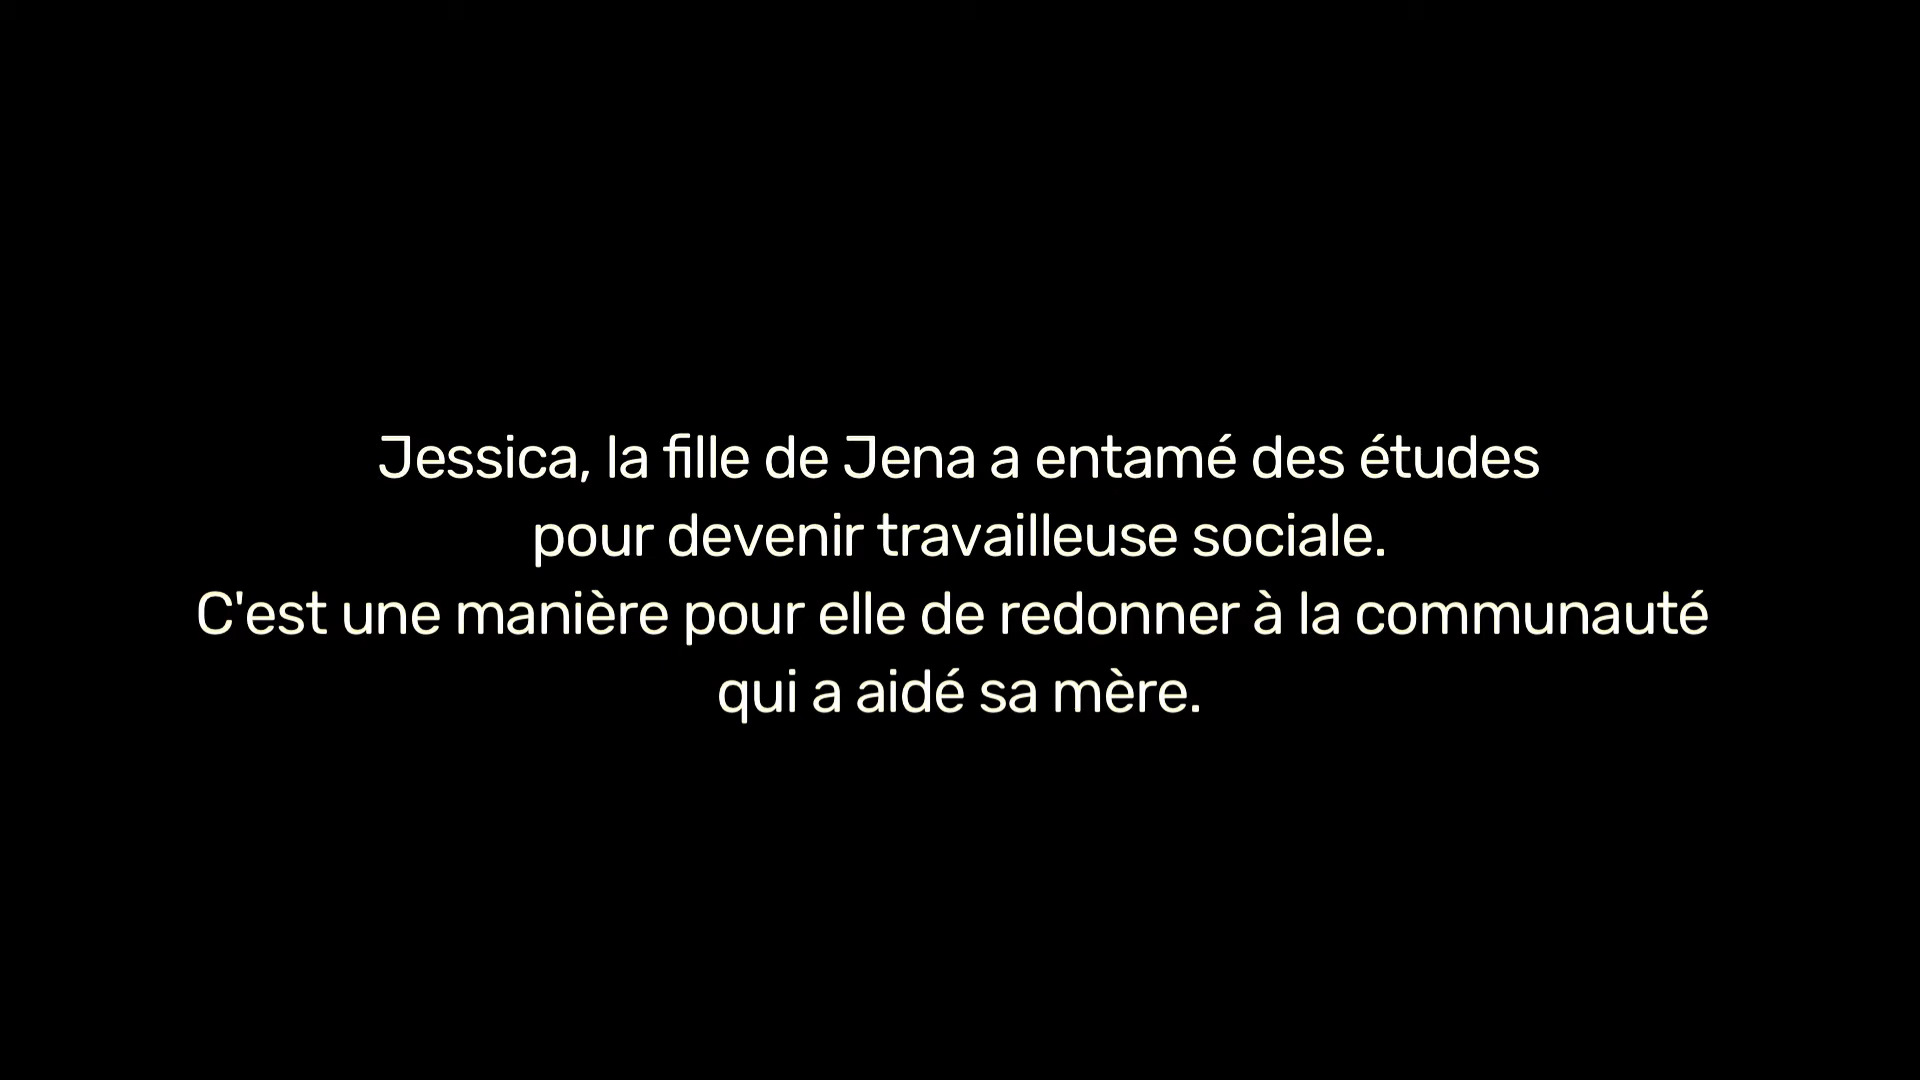 Jessica, la fille de Jena a entamé des études
pour devenir travailleuse sociale.
C'est une manière pour elle de redonner à la communauté
qui a aidé sa mère.